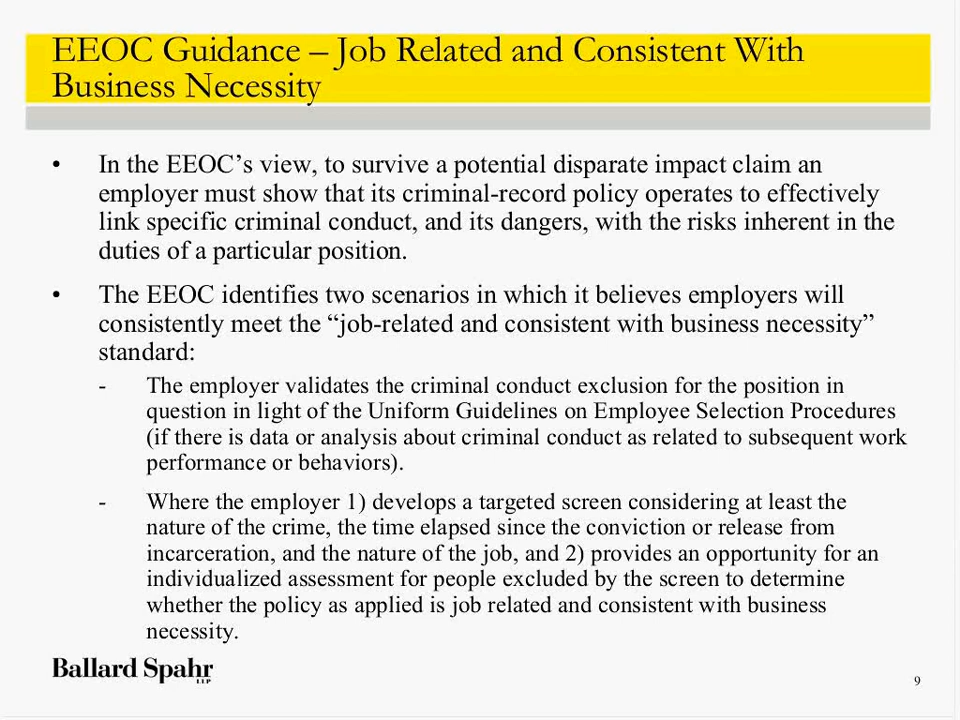 EEOC Guidance – Job Related and Consistent With
Business Necessity
• In the EEOC’s view, to survive a potential disparate impact claim an
employer must show that its criminal-record policy operates to effectively
link specific criminal conduct, and its dangers, with the risks inherent in the
duties of a particular position.
• The EEOC identifies two scenarios in which it believes employers will
consistently meet the “job-related and consistent with business necessity”
standard:
- The employer validates the criminal conduct exclusion for the position in
question in light of the Uniform Guidelines on Employee Selection Procedures
(if there is data or analysis about criminal conduct as related to subsequent work
performance or behaviors).
- Where the employer 1) develops a targeted screen considering at least the
nature of the crime, the time elapsed since the conviction or release from
incarceration, and the nature of the job, and 2) provides an opportunity for an
individualized assessment for people excluded by the screen to determine
whether the policy as applied is job related and consistent with business
necessity.
Ballard Spahr
LLP
9